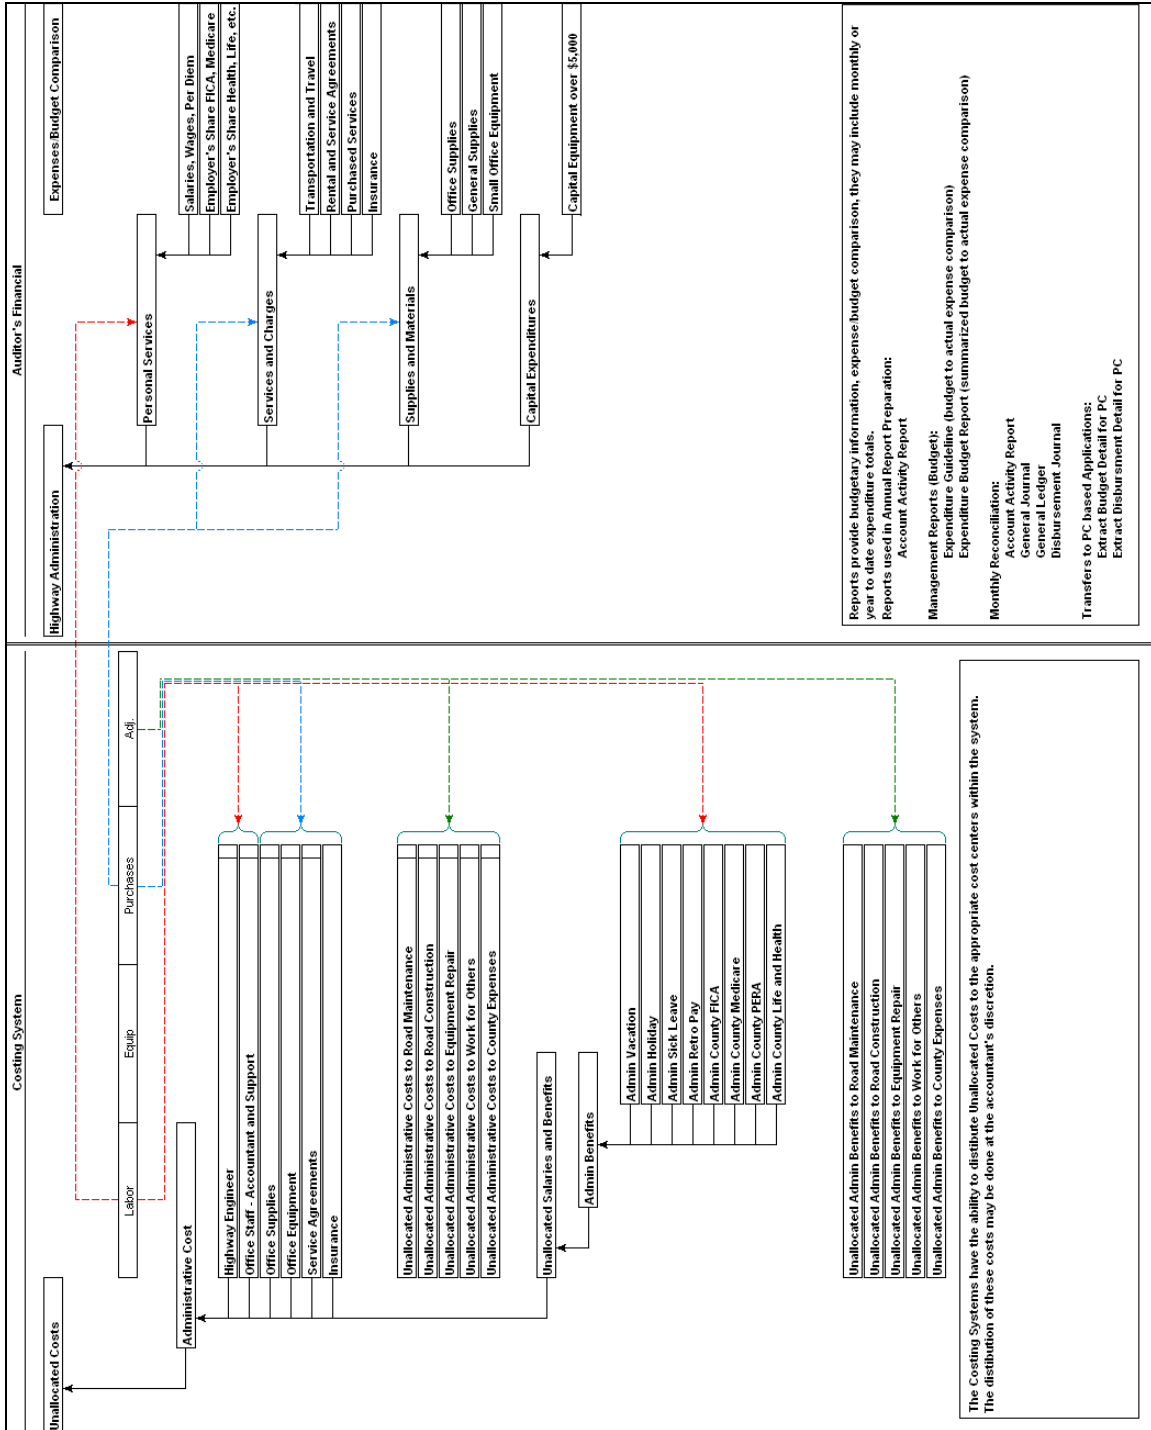 Costing System
Unallocated Costs
Labor
Equip
Purchases
Adj.
Administrative Cost
Highway Engineer
Office Staff - Accountant and Support
Office Supplies
Office Equipment
Service Agreements
Insurance
Unallocated Administrative Costs to Road Maintenance
Unallocated Administrative Costs to Road Construction
Unallocated Administrative Costs to Equipment Repair
Unallocated Administrative Costs to Work for Others
Unallocated Administrative Costs to County Expenses
Unallocated Salaries and Benefits
Admin Benefits
Admin Vacation
Admin Holiday
Admin Sick Leave
Admin Retro Pay
Admin County FICA
Admin County Medicare
Admin County PERA
Admin County Life and Health
Unallocated Admin Benefits to Road Maintenance
Unallocated Admin Benefits to Road Construction
Unallocated Admin Benefits to Equipment Repair
Unallocated Admin Benefits to Work for Others
Unallocated Admin Benefits to County Expenses
The Costing Systems have the ability to distibute Unallocated Costs to the appropriate cost centers within the system.
The distibution of these costs may be done at the accountant's discretion.
Auditor's Financial
Highway Administration
Expenses/Budget Comparison
Personal Services
Salaries, Wages, Per Diem
Employer's Share FICA, Medicare
Employer's Share Health, Life, etc.
Services and Charges
Transportation and Travel
Rental and Service Agreements
Purchased Services
Insurance
Supplies and Materials
Office Supplies
General Supplies
Small Office Equipment
Capital Expenditures
Capital Equipment over $5,000
Reports provide budgetary information, expense/budget comparison, they may include monthly or
year to date expenditure totals.
Reports used in Annual Report Preparation:
Account Activity Report
Management Reports (Budget):
Expenditure Guideline (budget to actual expense comparison)
Expenditure Budget Report (summarized budget to actual expense comparison)
Monthly Reconciliation:
Account Activity Report
General Journal
General Ledger
Disbursement Journal
Transfers to PC based Applications:
Extract Budget Detail for PC
Extract Disbursment Detail for PC